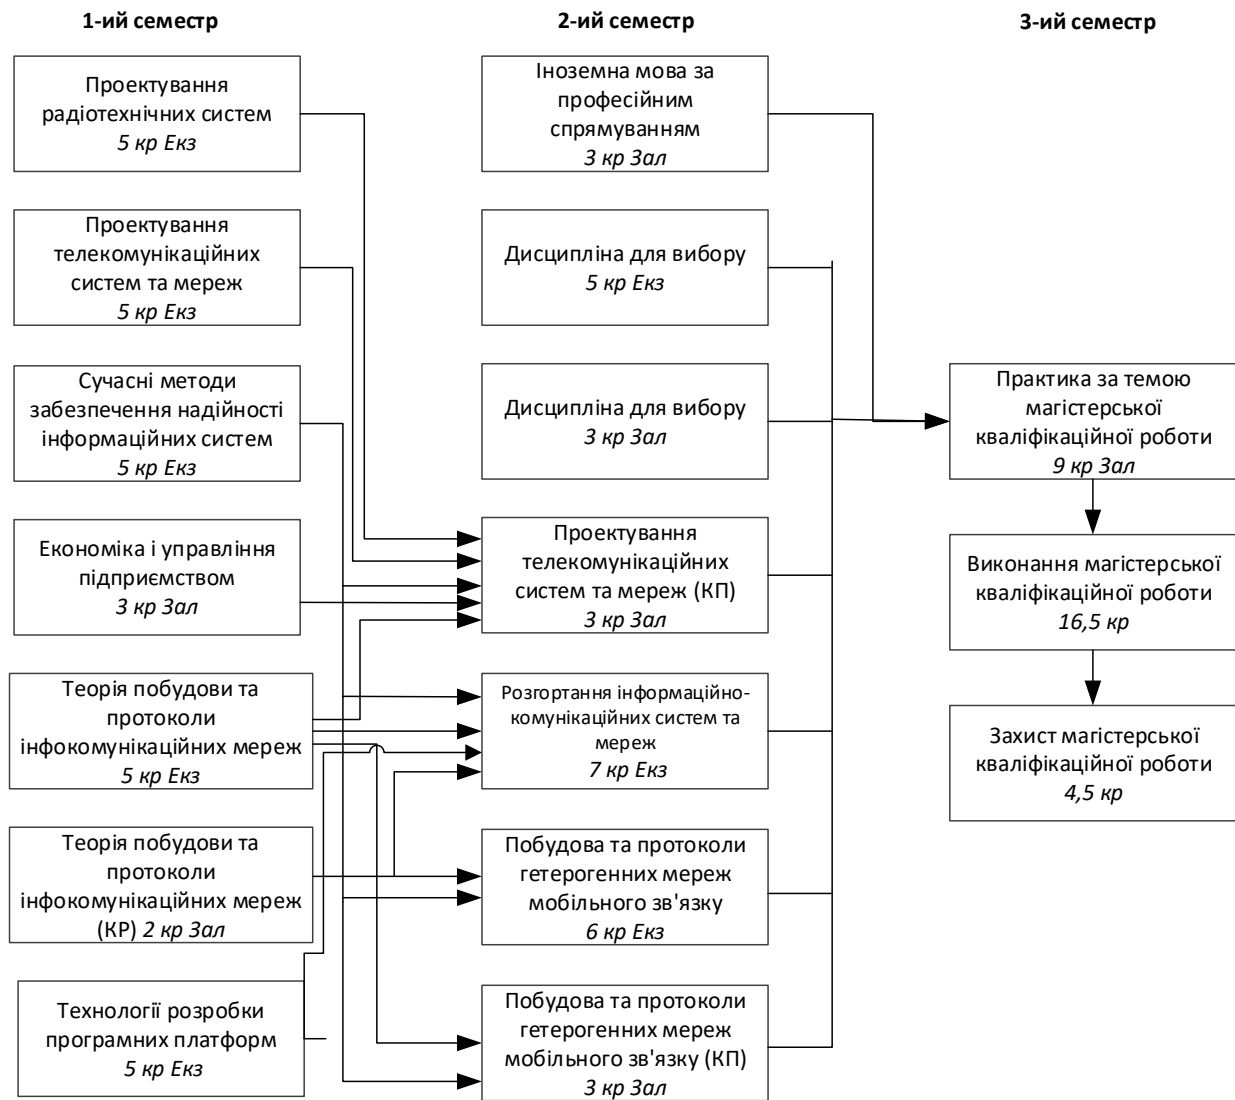 1-ий семестр
Проектування
радіотехнічних систем
5 кр Екз
Проектування
телекомунікаційних
систем та мереж
5 кр Екз
Сучасні методи
забезпечення надійності
інформаційних систем
5 кр Екз
Економіка і управління
підприємством
3 кр Зал
Теорія побудови та
протоколи
інфокомунікаційних мереж
5 кр Екз
Теорія побудови та
протоколи
інфокомунікаційних мереж
(КР) 2 кр Зал
Технології розробки
програмних платформ
5 кр Екз
2-ий семестр
Іноземна мова за
професійним
спрямуванням
3 кр Зал
Дисципліна для вибору
5 кр Екз
Дисципліна для вибору
3 кр Зал
Проектування
телекомунікаційних
систем та мереж (КП)
3 кр Зал
Розгортання інформаційно-
комунікаційних систем та
мереж
7 кр Екз
Побудова та протоколи
гетерогенних мереж
мобільного зв'язку
6 кр Екз
Побудова та протоколи
гетерогенних мереж
мобільного зв'язку (КП)
3 кр Зал
3-ий семестр
Практика за темою
магістерської
кваліфікаційної роботи
9 кр Зал
Виконання магістерської
кваліфікаційної роботи
16,5 кр
Захист магістерської
кваліфікаційної роботи
4,5 кр